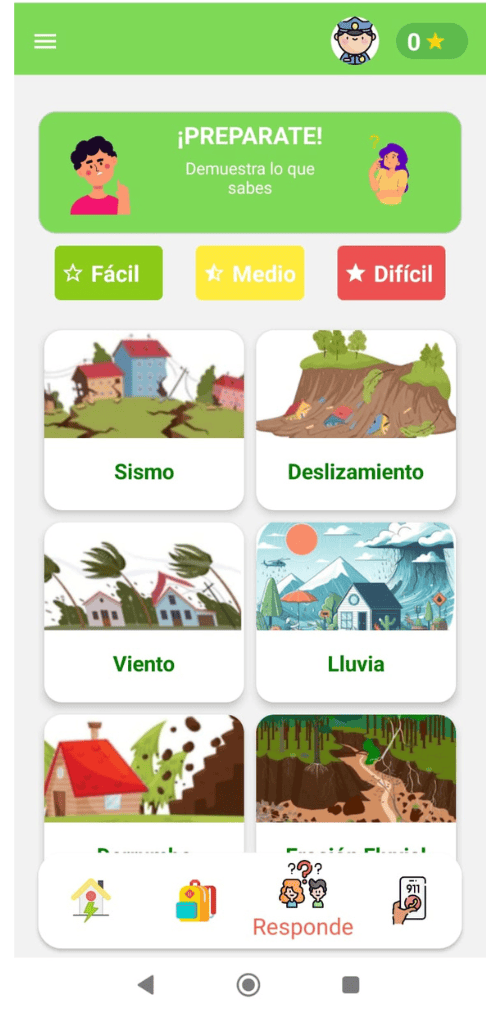 0
¡PREPARATE!
Demuestra lo que
sabes
Fácil
Medio
Difícil
Sismo
Deslizamiento
Viento
Lluvia
911
Responde